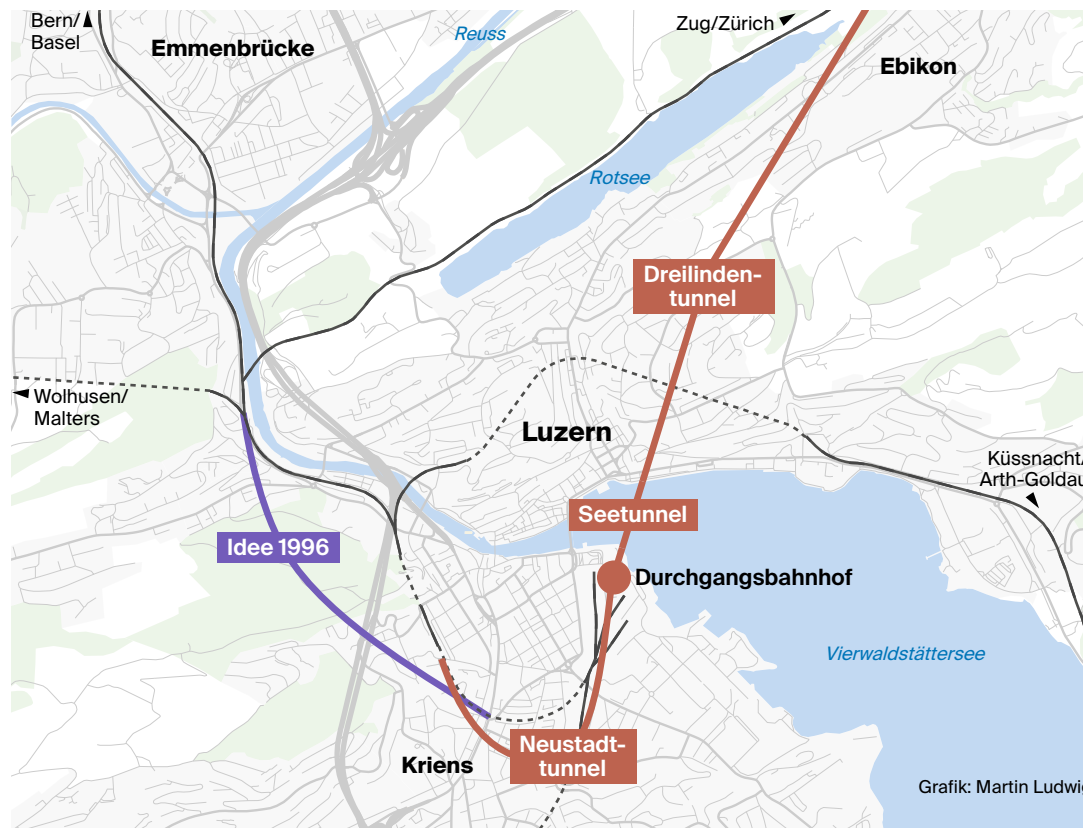 Bern/
Basel
Emmenbrücke
Reuss
Zug/Zürich
Ebikon
Rotsee
Dreilinden-
tunnel
Wolhusen/
Malters
Luzern
Küssnacht/
Arth-Goldau
Seetunnel
Idee 1996
Durchgangsbahnhof
Vierwaldstättersee
Neustadt-
tunnel
Kriens
Grafik: Martin Ludwig